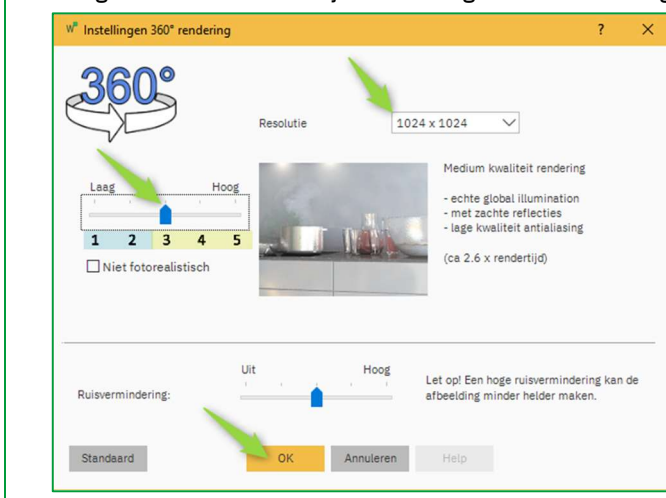 Instellingen 360° rendering
?
360°
Resolutie
1024 x 1024
Laag
Hoog
1 2 3 4 5
Niet fotorealistisch
Medium kwaliteit rendering
- echte global illumination
- met zachte reflecties
- lage kwaliteit antialiasing
(ca 2.6 x rendertijd)
Ruisvermindering:
Uit
Hoog
Let op! Een hoge ruisvermindering kan de
afbeelding minder helder maken.
Standaard
OK
Annuleren
Help